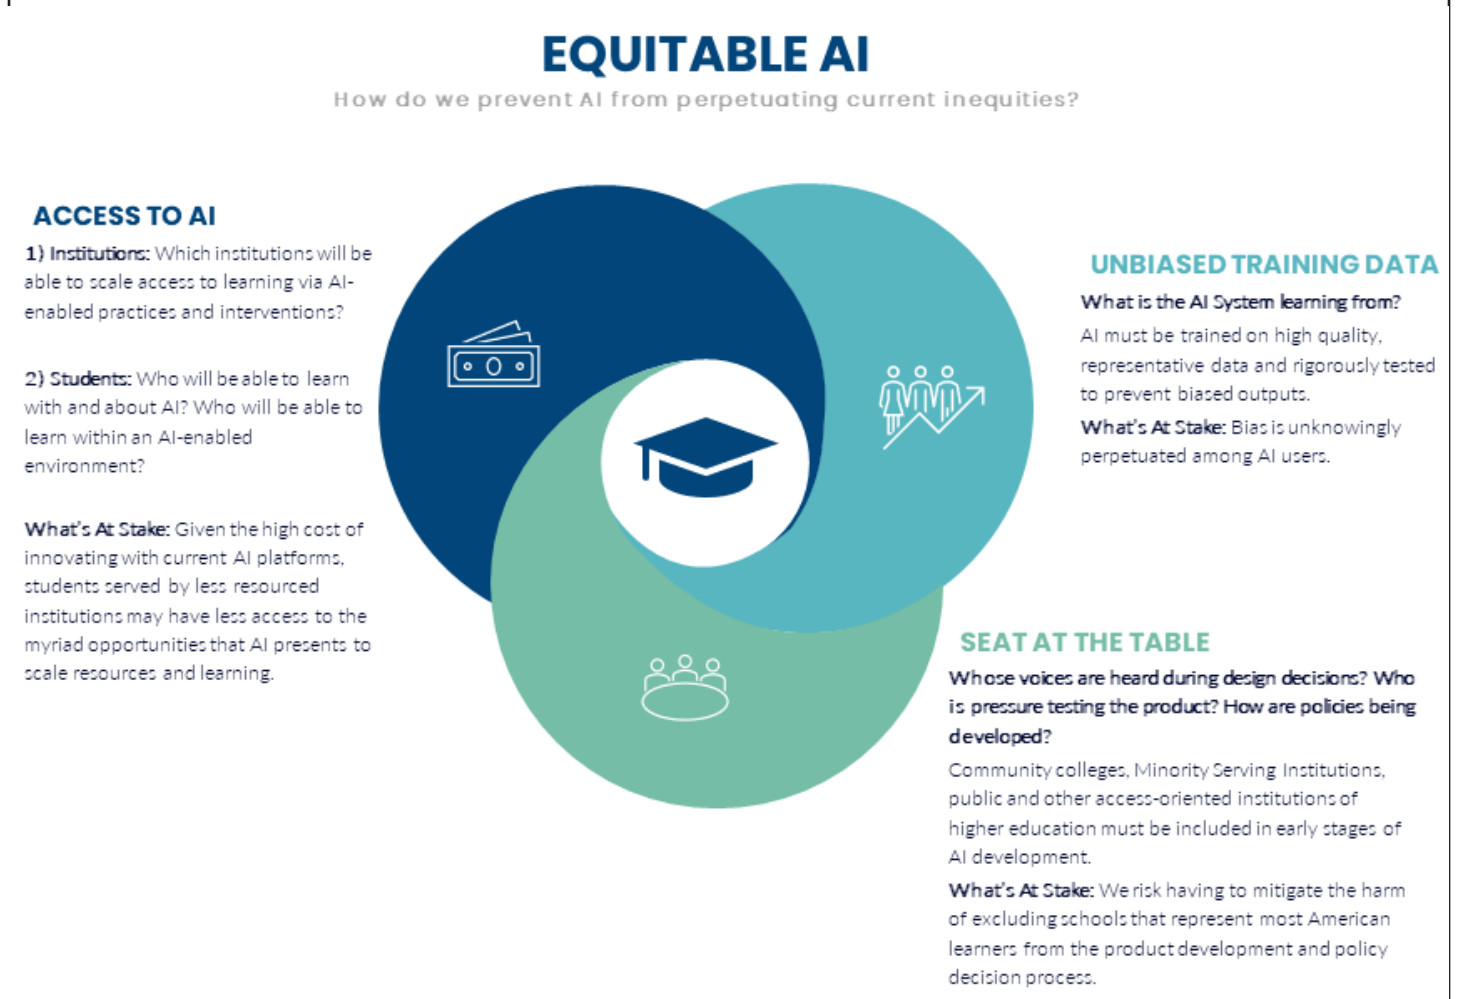 EQUITABLE AI
How do we prevent AI from perpetuating current inequities?
ACCESS TO AI
1) Institutions: Which institutions will be
able to scale access to learning via AI-
enabled practices and interventions?
2) Students: Who will be able to learn
with and about AI? Who will be able to
learn within an AI-enabled
environment?
What's At Stake: Given the high cost of
innovating with current AI platforms,
students served by less resourced
institutions may have less access to the
myriad opportunities that AI presents to
scale resources and learning.
UNBIASED TRAINING DATA
What is the AI System learning from?
AI must be trained on high quality,
representative data and rigorously tested
to prevent biased outputs.
What's At Stake: Bias is unknowingly
perpetuated among AI users.
SEAT AT THE TABLE
Whose voices are heard during design decisions? Who
is pressure testing the product? How are policies being
developed?
Community colleges, Minority Serving Institutions,
public and other access-oriented institutions of
higher education must be included in early stages of
AI development.
What's At Stake: We risk having to mitigate the harm
of excluding schools that represent most American
learners from the product development and policy
decision process.